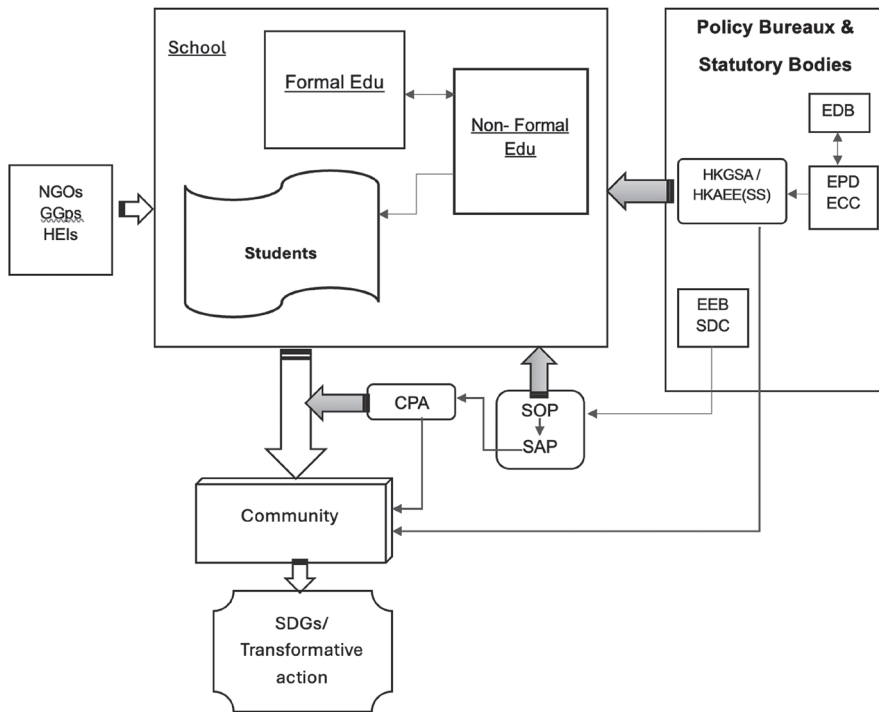 School
Formal Edu
Non- Formal
Edu
Students
NGOs
GGps
HEIs
Policy Bureaux &
Statutory Bodies
EDB
HKGSA /
HKAEE(SS)
EPD
ECC
EEB
SDC
CPA
SOP
SAP
Community
SDGs/
Transformative
action